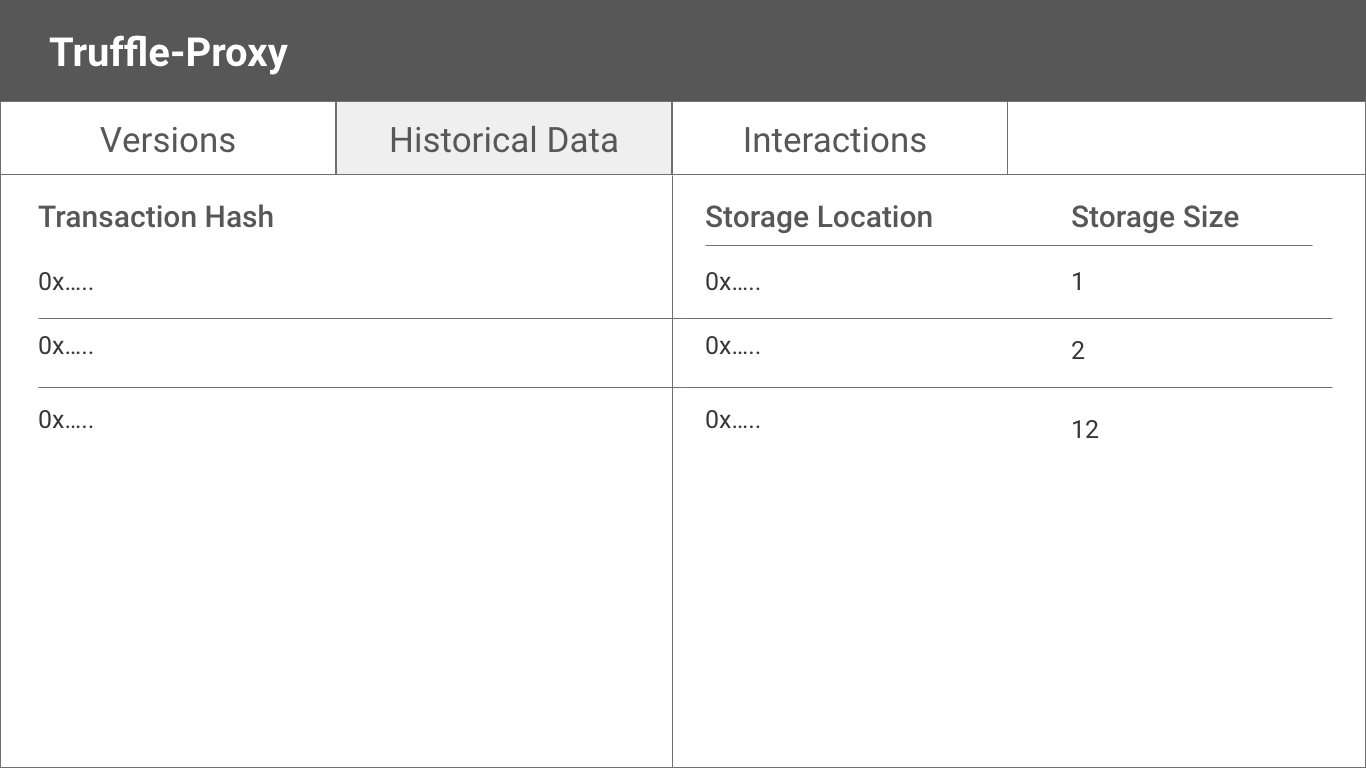 Truffle-Proxy
Versions Historical Data Interactions
Transaction Hash Storage Location Storage Size
0x..... 0x..... 1
0x..... 0x..... 2
0x..... 0x..... 12